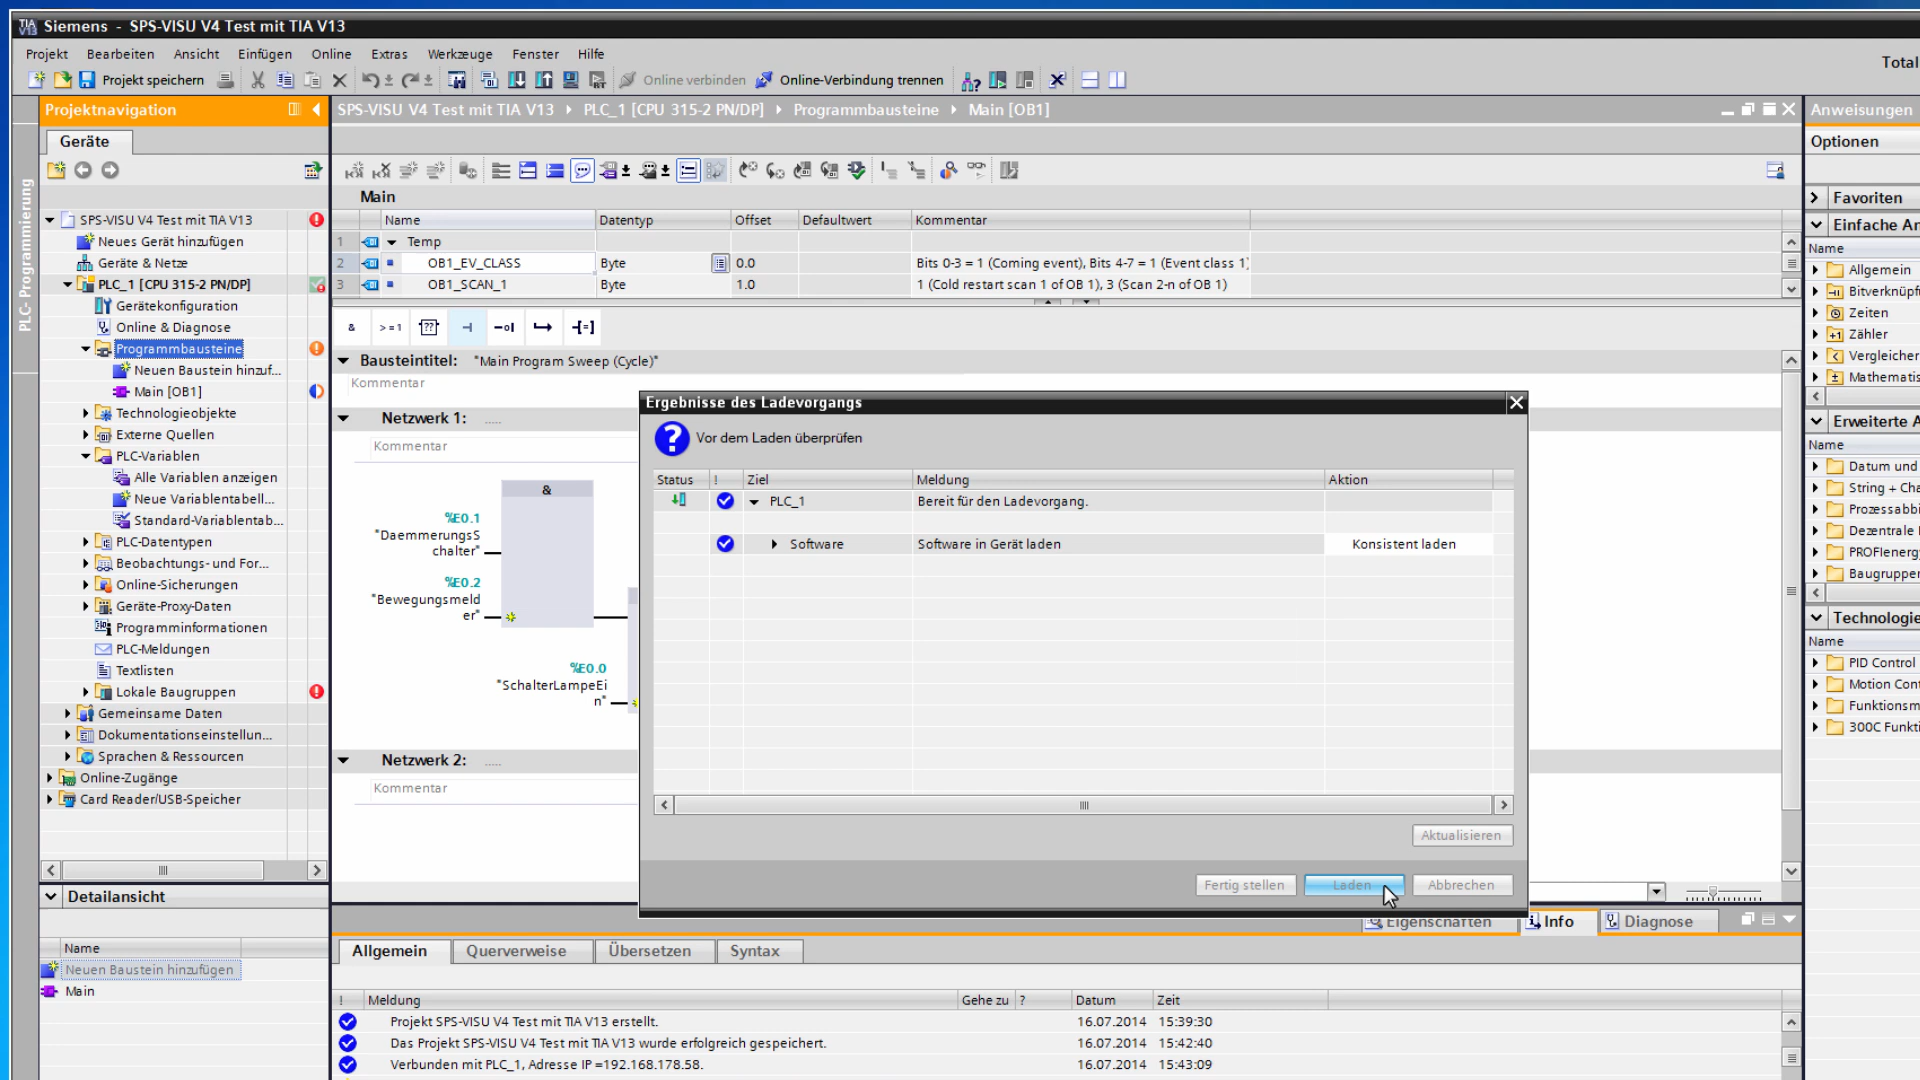 Siemens - SPS-VISU V4 Test mit TIA V13
Projekt Bearbeiten Ansicht Einfügen Online Extras Werkzeuge Fenster Hilfe
Projekt speichern Online verbinden Online-Verbindung trennen
Projektnavigation
SPS-VISU V4 Test mit TIA V13 PLC_1 [CPU 315-2 PN/DP] Programmbausteine Main [OB1]
Geräte
PLC- Programmierung
SPS-VISU V4 Test mit TIA V13
Neues Gerät hinzufügen
Geräte & Netze
PLC_1 [CPU 315-2 PN/DP]
Gerätekonfiguration
Online & Diagnose
Programmbausteine
Neuen Baustein hinzuf...
Main [OB1]
Technologieobjekte
Externe Quellen
PLC-Variablen
Alle Variablen anzeigen
Neue Variablentabell...
Standard-Variablentab...
PLC-Datentypen
Beobachtungs- und For...
Online-Sicherungen
Geräte-Proxy-Daten
Programminformationen
PLC-Meldungen
Textlisten
Lokale Baugruppen
Gemeinsame Daten
Dokumentationseinstellun...
Sprachen & Ressourcen
Online-Zugänge
Card Reader/USB-Speicher
Detailansicht
Name
Neuen Baustein hinzufügen
Main
Main
Name Datentyp Offset Defaultwert Kommentar
1 Temp
2 OB1_EV_CLASS Byte 0.0 Bits 0-3 = 1 (Coming event), Bits 4-7 = 1 (Event class 1)
3 OB1_SCAN_1 Byte 1.0 1 (Cold restart scan 1 of OB 1), 3 (Scan 2-n of OB 1)
& >=1 ??
Bausteintitel: "Main Program Sweep (Cycle)"
Kommentar
Netzwerk 1: .....
Kommentar
&
%E0.1
"DaemmerungsS
chalter"
%E0.2
"Bewegungsmeld
er"
%E0.0
"SchalterLampeEi
n"
Netzwerk 2: .....
Kommentar
Ergebnisse des Ladevorgangs
Vor dem Laden überprüfen
Status ! Ziel Meldung Aktion
PLC_1 Bereit für den Ladevorgang.
Software Software in Gerät laden Konsistent laden
Aktualisieren
Fertig stellen Laden Abbrechen
Eigenschaften Info Diagnose
Allgemein Querverweise Übersetzen Syntax
! Meldung Gehe zu ? Datum Zeit
Projekt SPS-VISU V4 Test mit TIA V13 erstellt. 16.07.2014 15:39:30
Das Projekt SPS-VISU V4 Test mit TIA V13 wurde erfolgreich gespeichert. 16.07.2014 15:42:40
Verbunden mit PLC_1, Adresse IP =192.168.178.58. 16.07.2014 15:43:09
Total
Anweisungen
Optionen
Favoriten
Einfache An
Name
Allgemein
Bitverknüpf
Zeiten
Zähler
Vergleicher
Mathematis
Erweiterte A
Name
Datum und
String + Cha
Prozessabbi
Dezentrale
PROFIenerg
Baugruppen
Technologie
Name
PID Control
Motion Cont
Funktionsm
300C Funkti